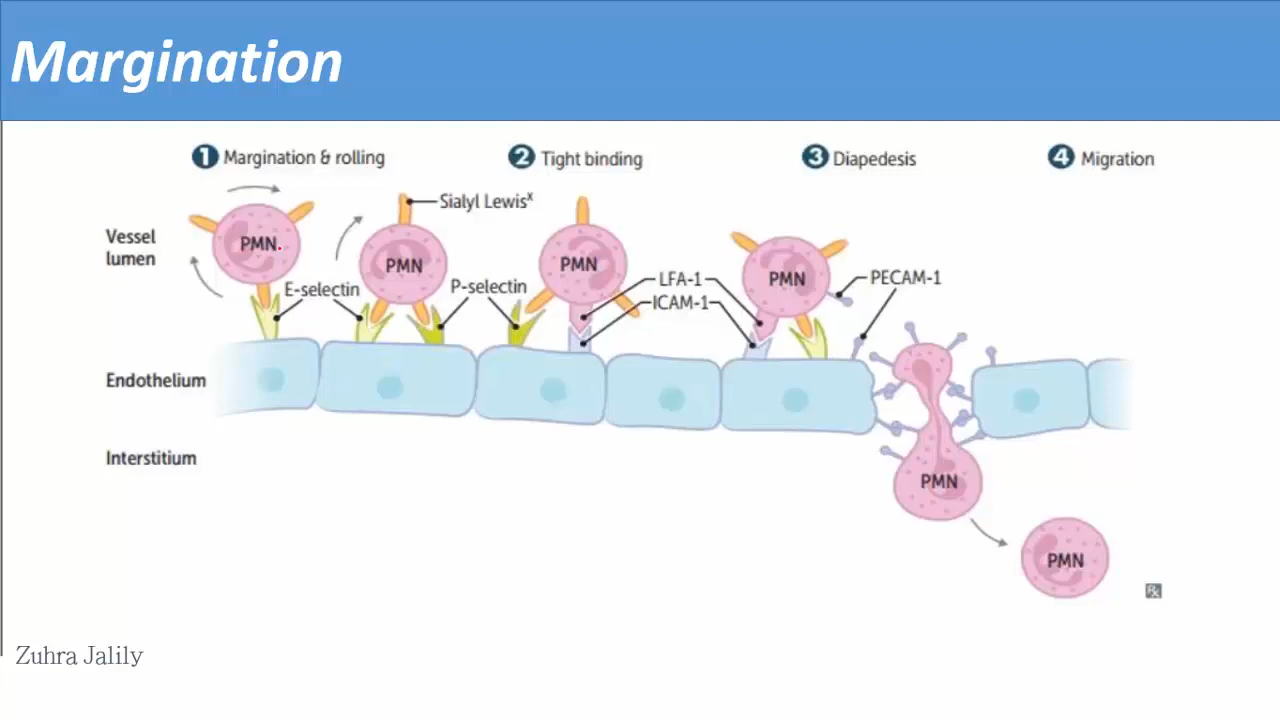 Margination
1 Margination & rolling
2 Tight binding
3 Diapedesis
4 Migration
Sialyl Lewisˣ
Vessel
lumen
PMN
PMN
PMN
PMN
E-selectin
P-selectin
LFA-1
ICAM-1
PECAM-1
Endothelium
Interstitium
PMN
PMN
Rx
Zuhra Jalily